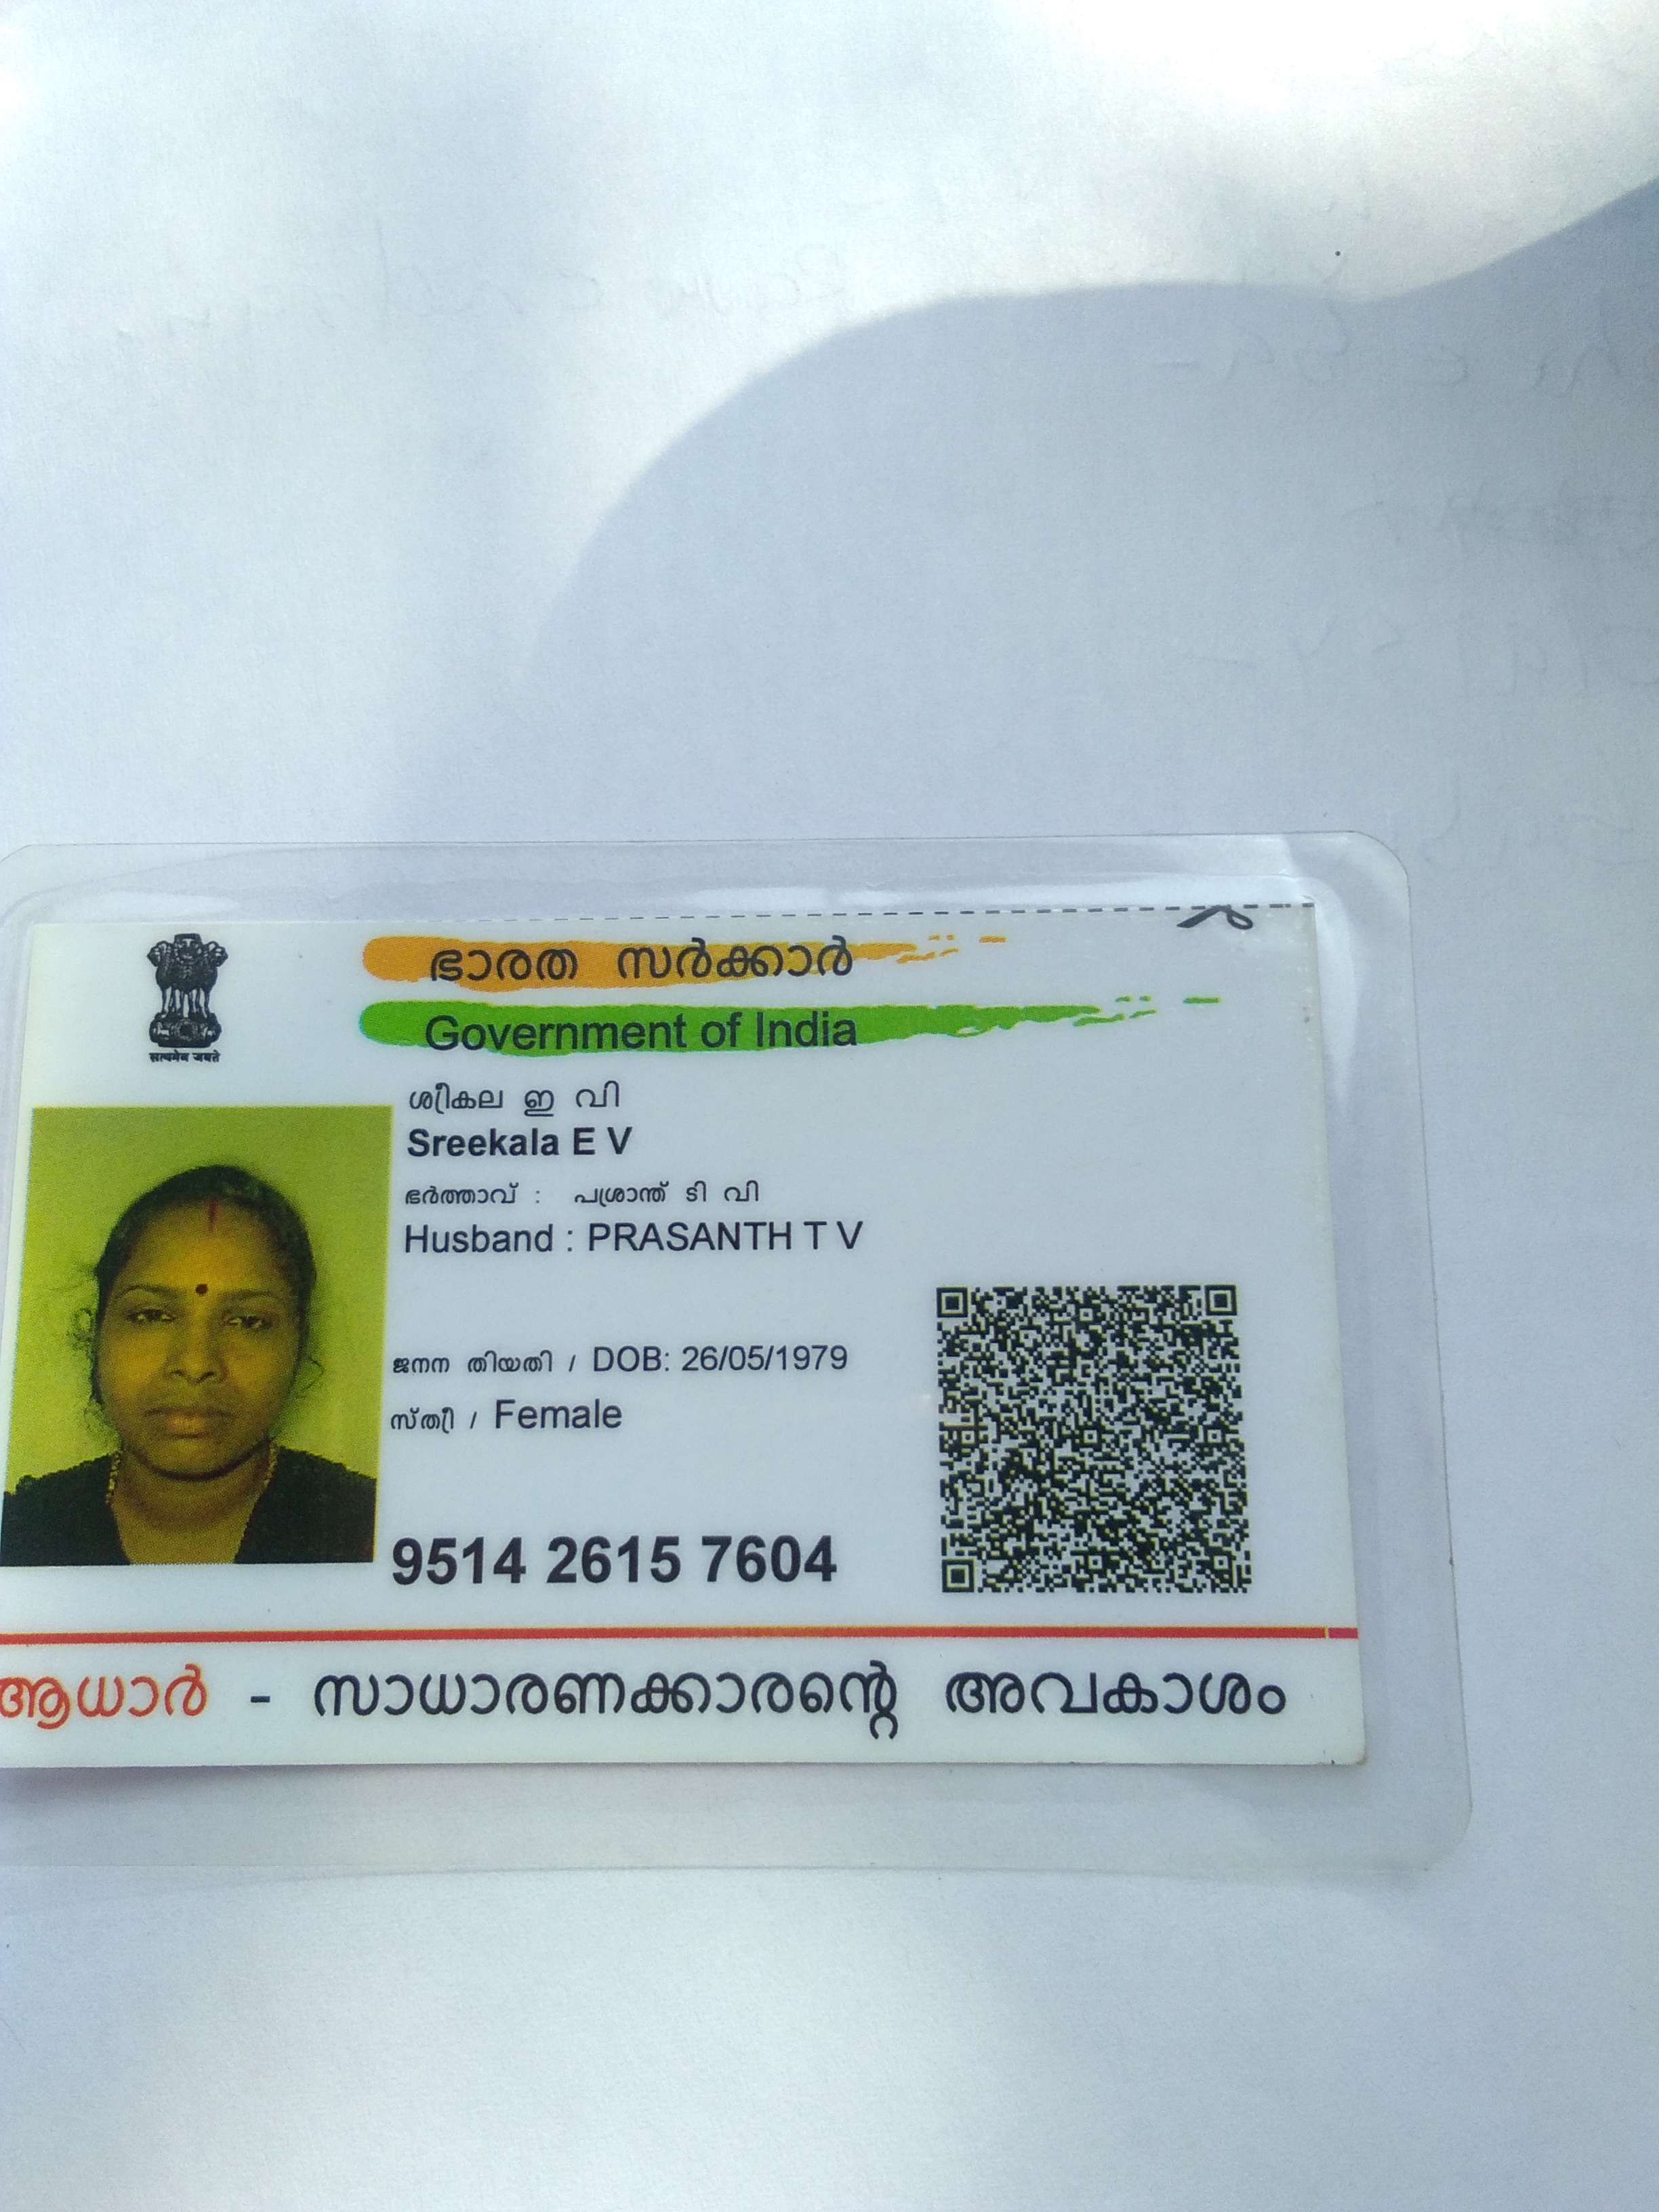 ഭാരത സർക്കാർ
Government of India
सत्यमेव जयते
ശ്രീകല ഇ വി
Sreekala E V
ഭർത്താവ് : പ്രശാന്ത് ടി വി
Husband : PRASANTH T V
ജനന തിയതി / DOB: 26/05/1979
സ്ത്രീ / Female
9514 2615 7604
ആധാർ - സാധാരണക്കാരന്റെ അവകാശം